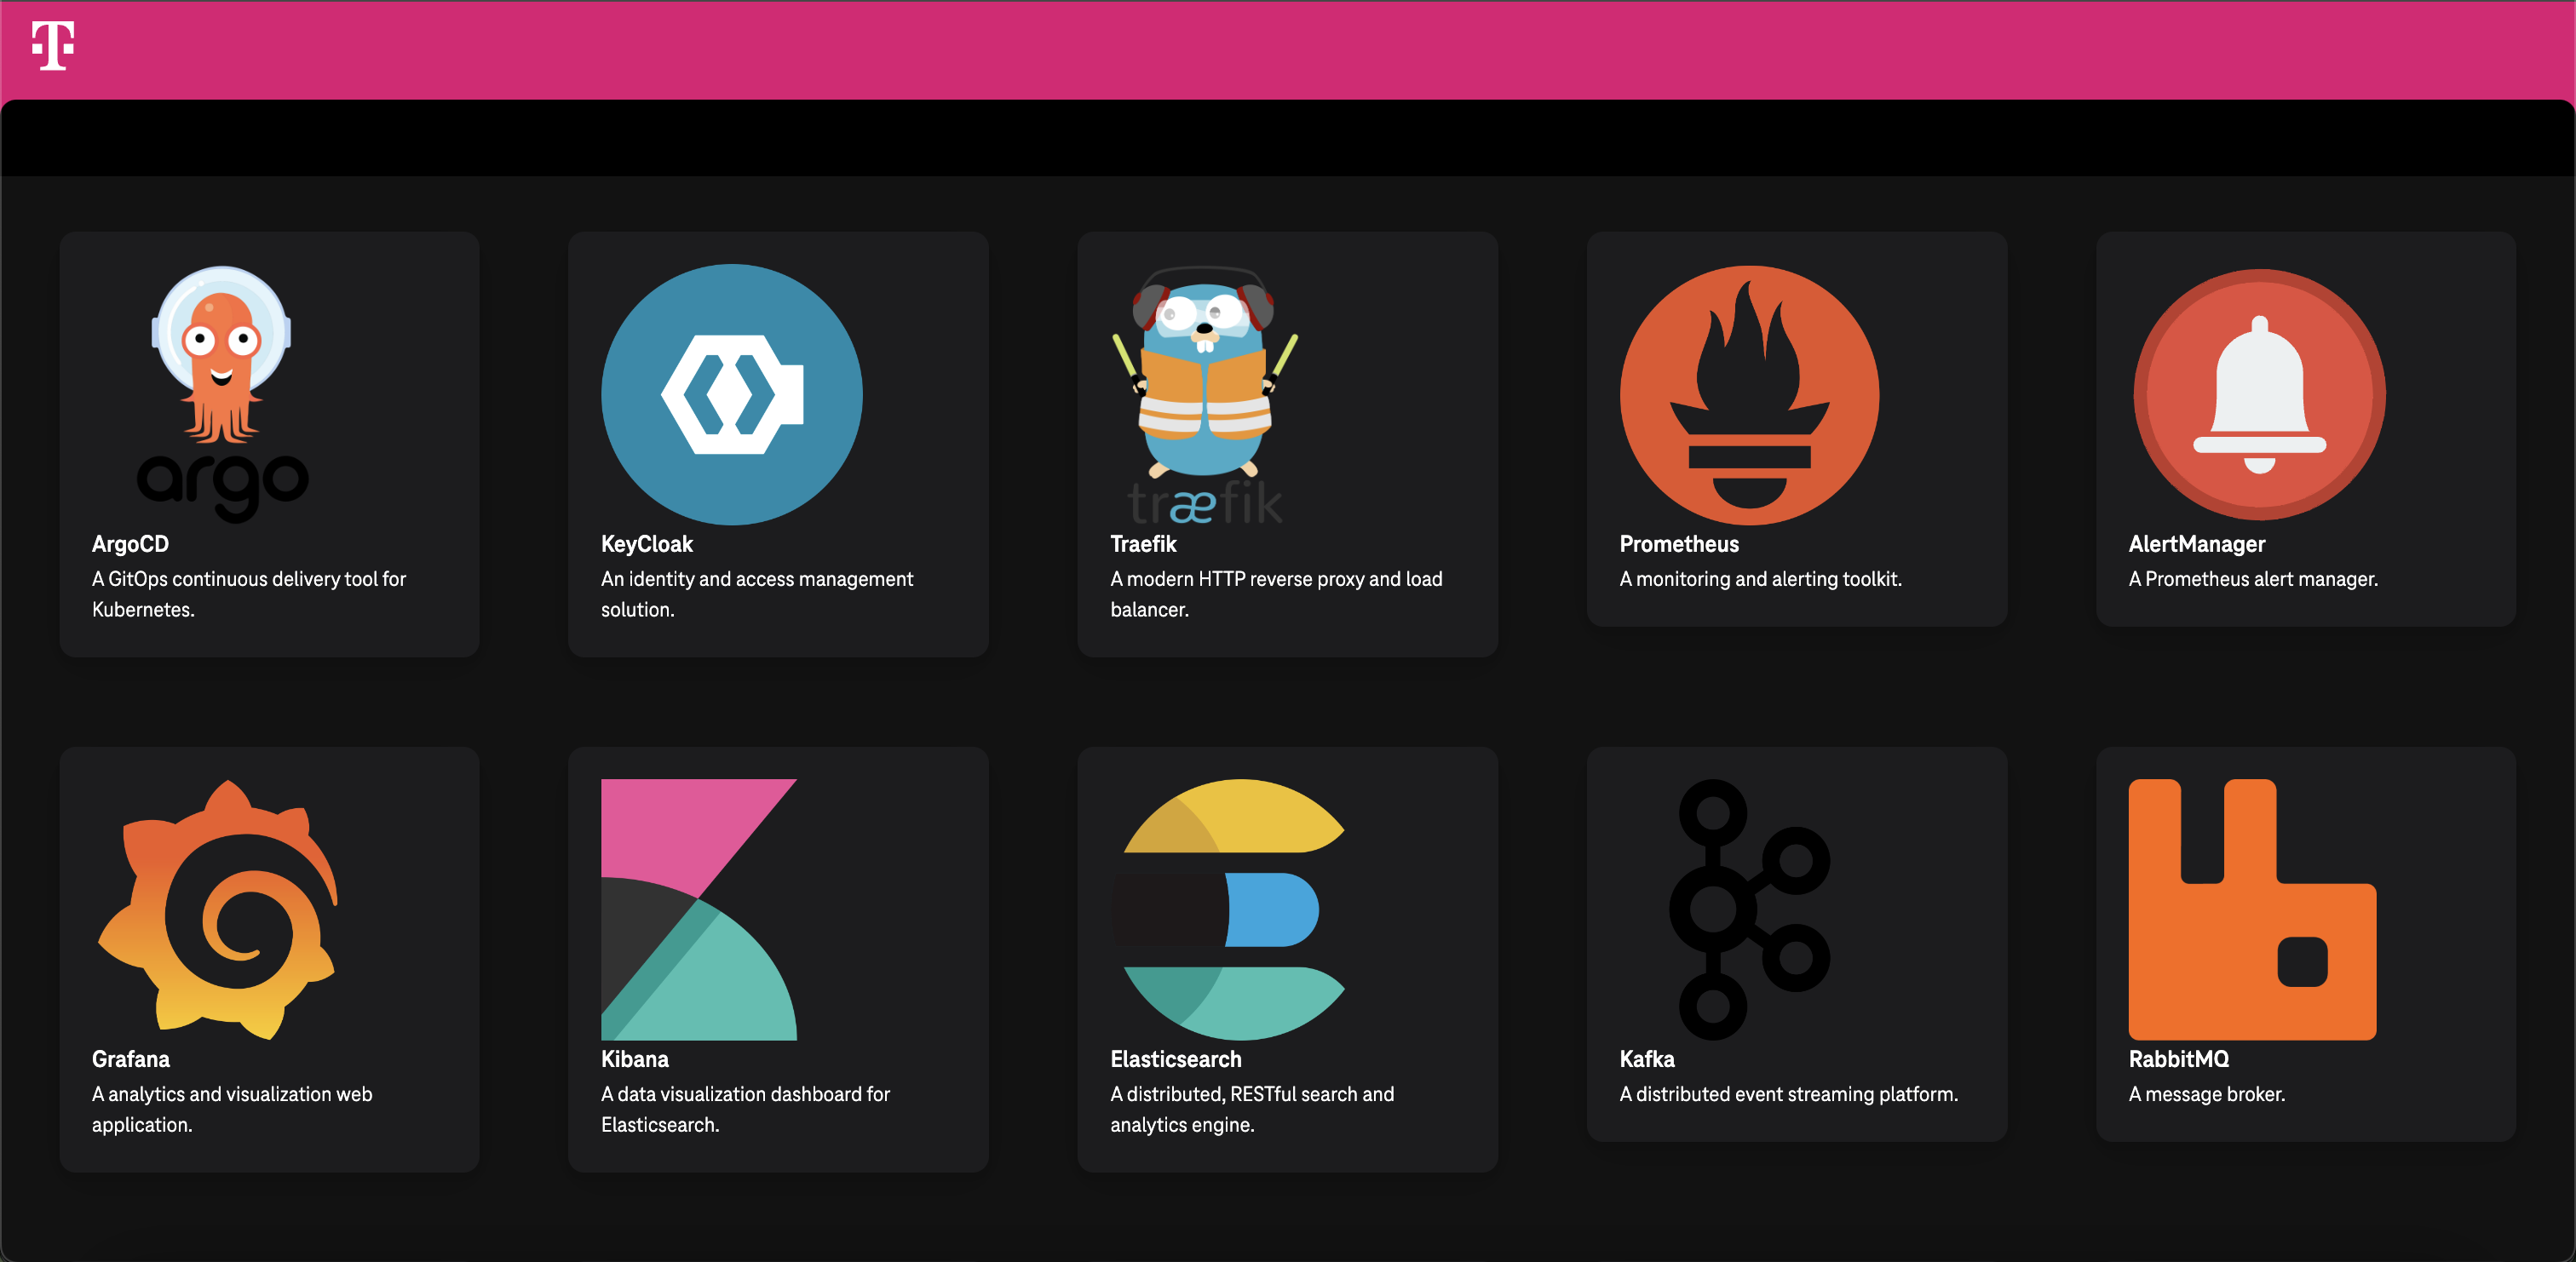 T
argo
ArgoCD
A GitOps continuous delivery tool for
Kubernetes.
KeyCloak
An identity and access management
solution.
træfik
Traefik
A modern HTTP reverse proxy and load
balancer.
Prometheus
A monitoring and alerting toolkit.
AlertManager
A Prometheus alert manager.
Grafana
A analytics and visualization web
application.
Kibana
A data visualization dashboard for
Elasticsearch.
Elasticsearch
A distributed, RESTful search and
analytics engine.
Kafka
A distributed event streaming platform.
RabbitMQ
A message broker.